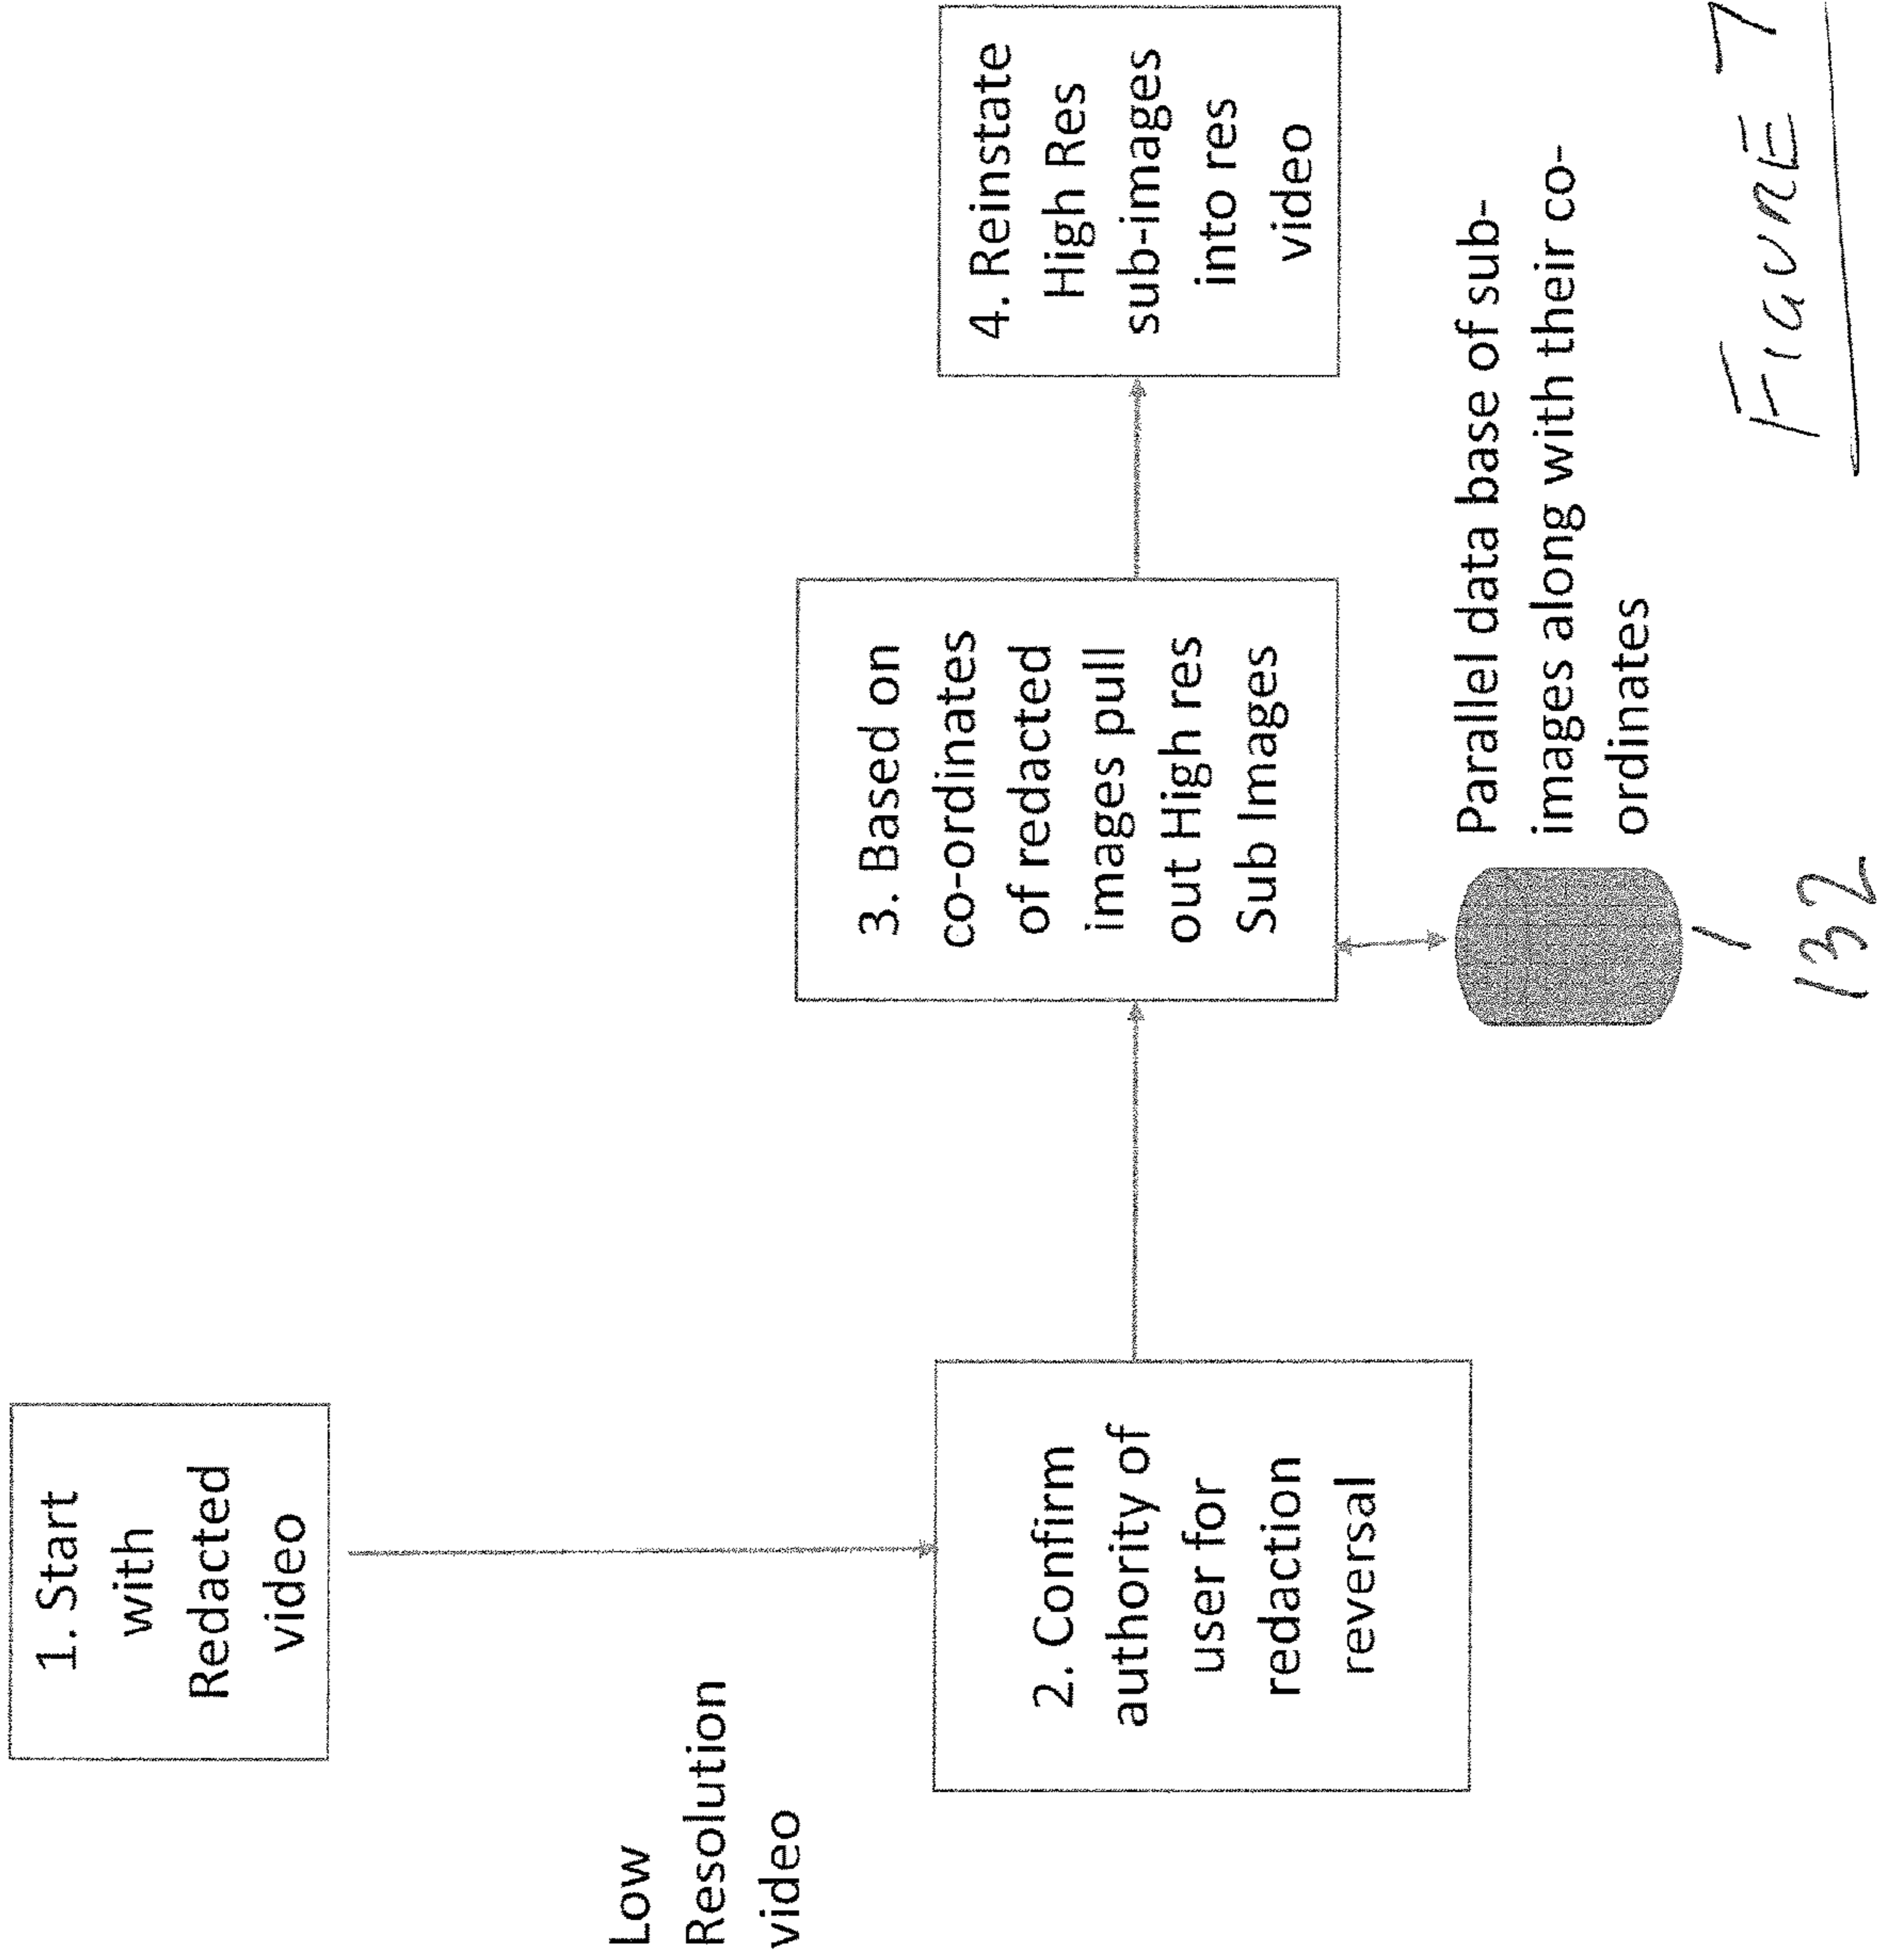 1. Start
with
Redacted
video
Low
Resolution
video
2. Confirm
authority of
user for
redaction
reversal
3. Based on
co-ordinates
of redacted
images pull
out High res
Sub Images
4. Reinstate
High Res
sub-images
into res
video
Parallel data base of sub-
images along with their co-
ordinates
132
FIGURE 7